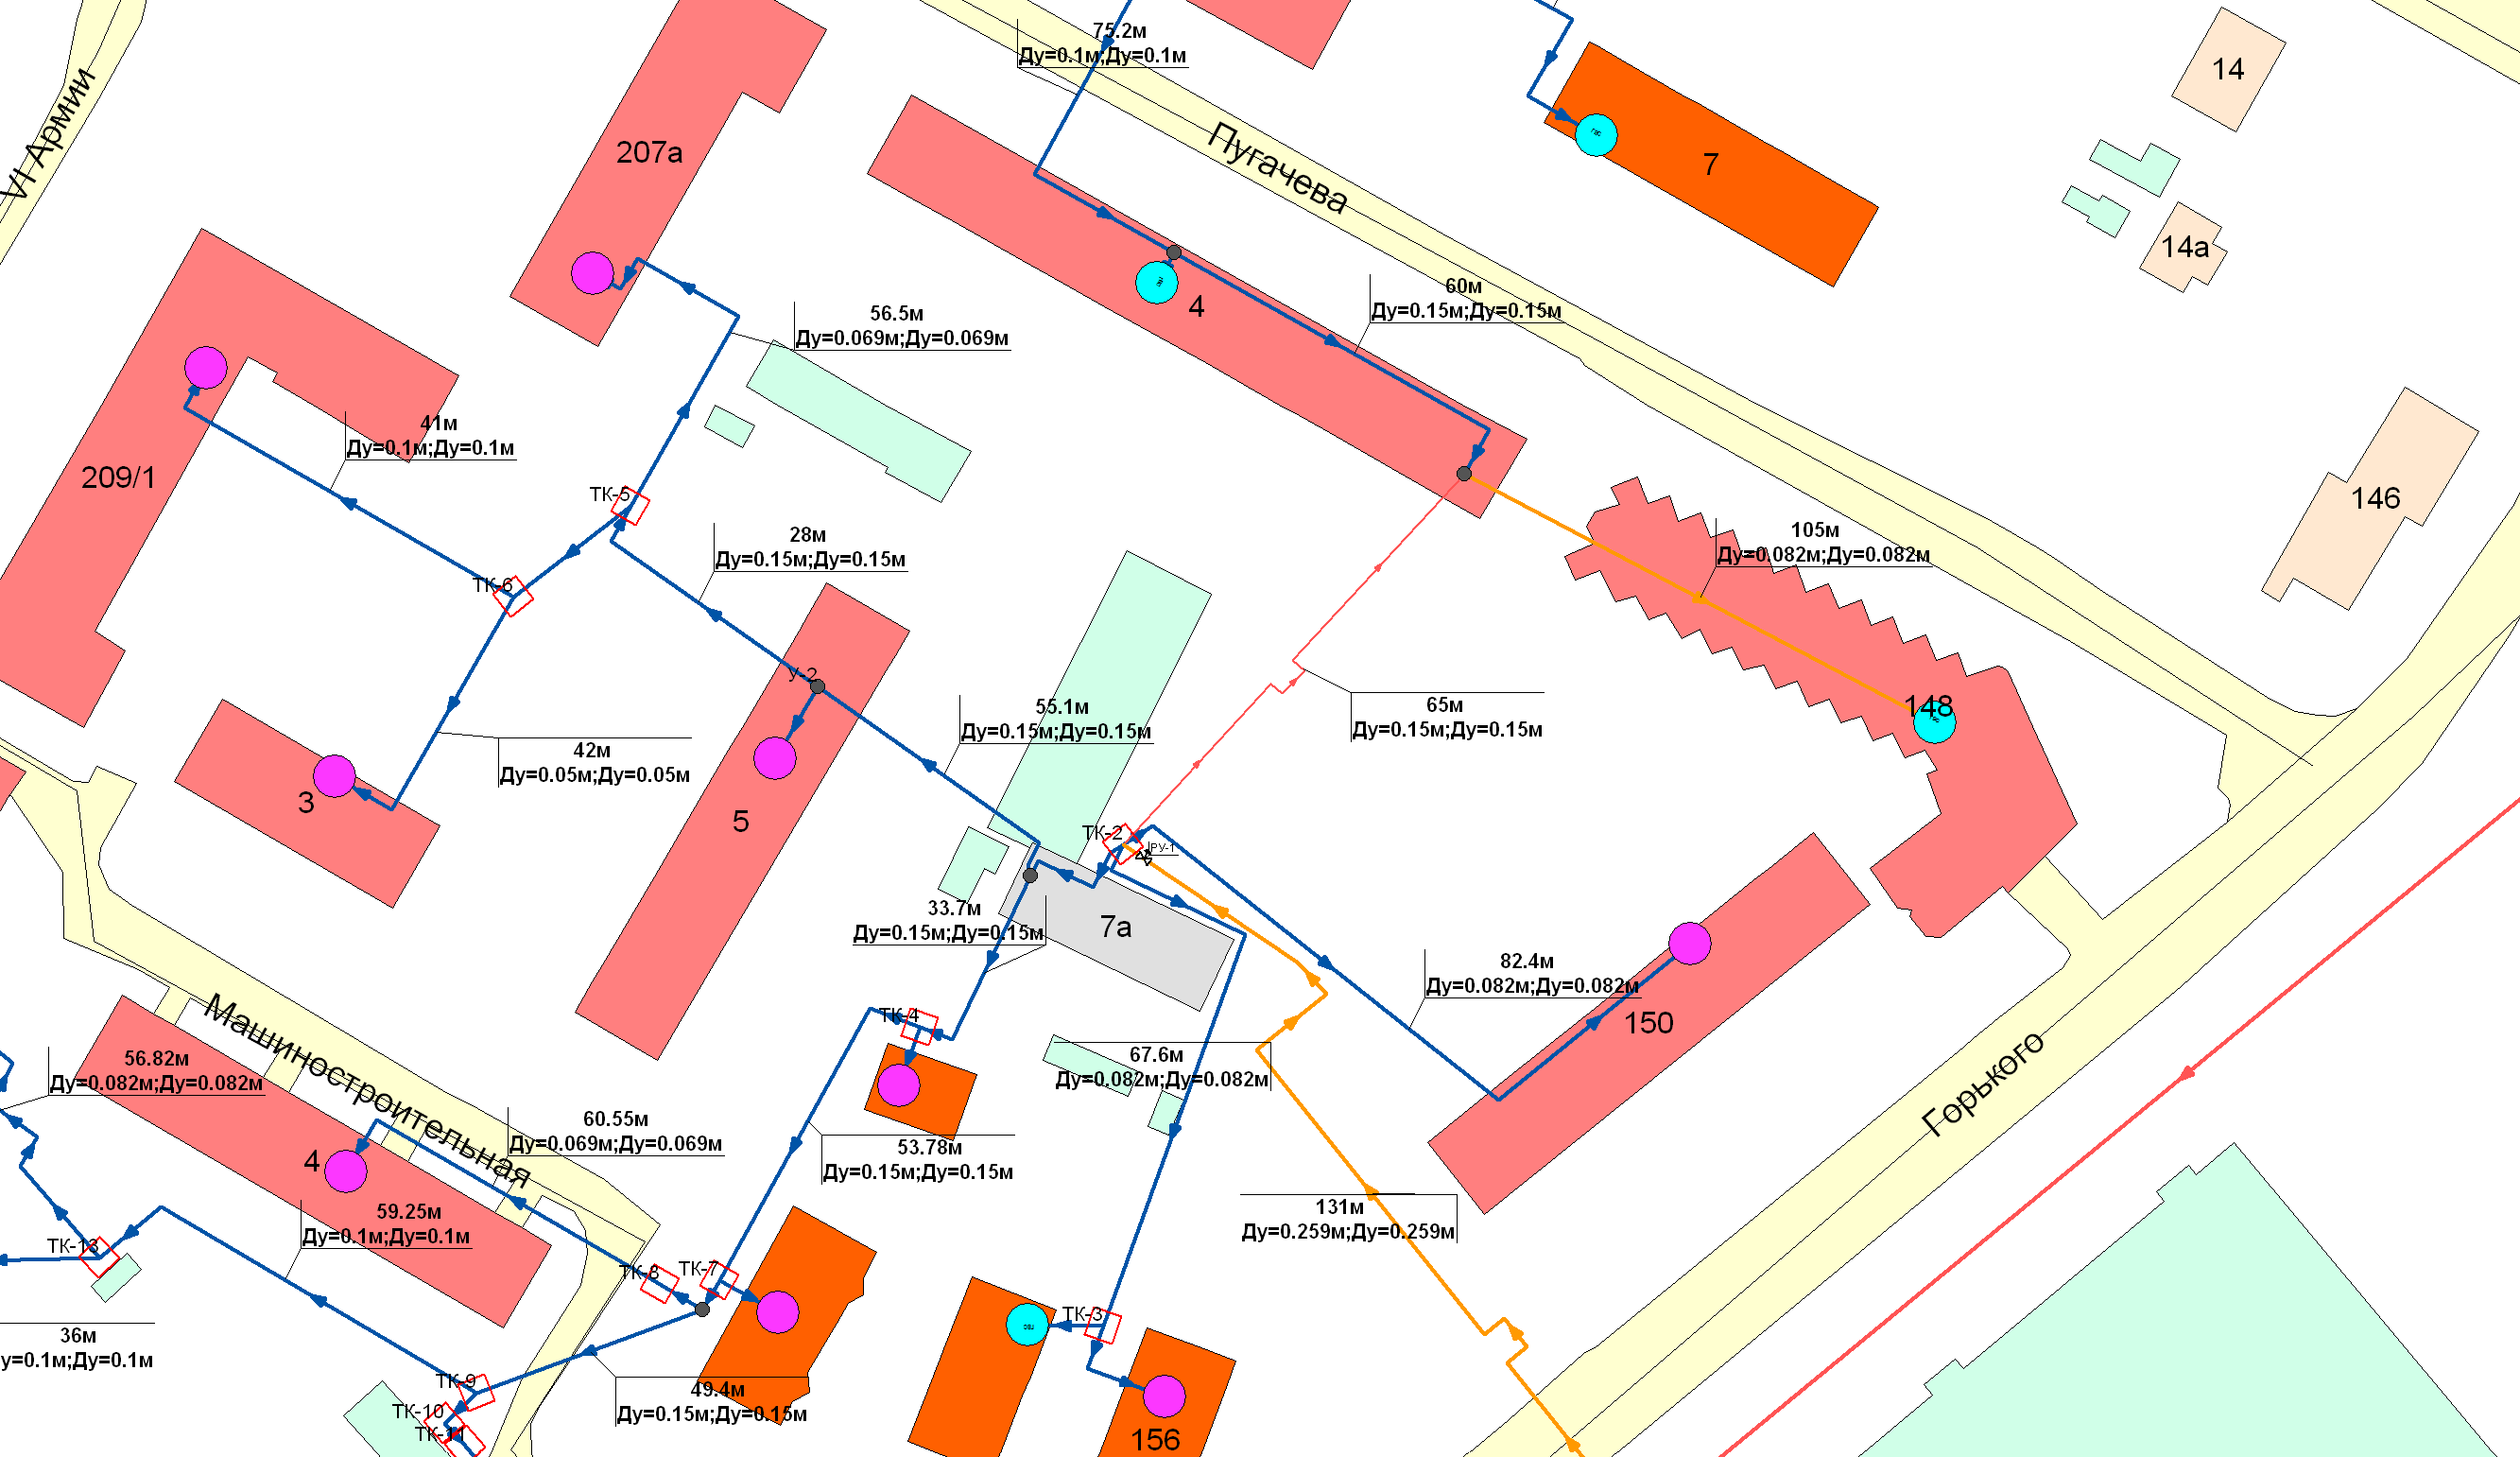 75.2м
Ду=0.1м;Ду=0.1м
14
VI Армии
207а
Пугачева
7
14а
4
60м
Ду=0.15м;Ду=0.15м
56.5м
Ду=0.069м;Ду=0.069м
41м
Ду=0.1м;Ду=0.1м
209/1
ТК-5
146
105м
Ду=0.082м;Ду=0.082м
28м
Ду=0.15м;Ду=0.15м
ТК-6
У-2
148
55.1м
Ду=0.15м;Ду=0.15м
65м
Ду=0.15м;Ду=0.15м
42м
Ду=0.05м;Ду=0.05м
3
5
ТК-2
РУ-1
33.7м
Ду=0.15м;Ду=0.15м
7а
82.4м
Ду=0.082м;Ду=0.082м
150
Машиностроительная
ТК-4
Горького
56.82м
Ду=0.082м;Ду=0.082м
67.6м
Ду=0.082м;Ду=0.082м
60.55м
Ду=0.069м;Ду=0.069м
53.78м
Ду=0.15м;Ду=0.15м
4
59.25м
Ду=0.1м;Ду=0.1м
131м
Ду=0.259м;Ду=0.259м
ТК-13
ТК-8
ТК-7
ТК-3
36м
у=0.1м;Ду=0.1м
ТК-9
49.4м
Ду=0.15м;Ду=0.15м
ТК-10
ТК-11
156